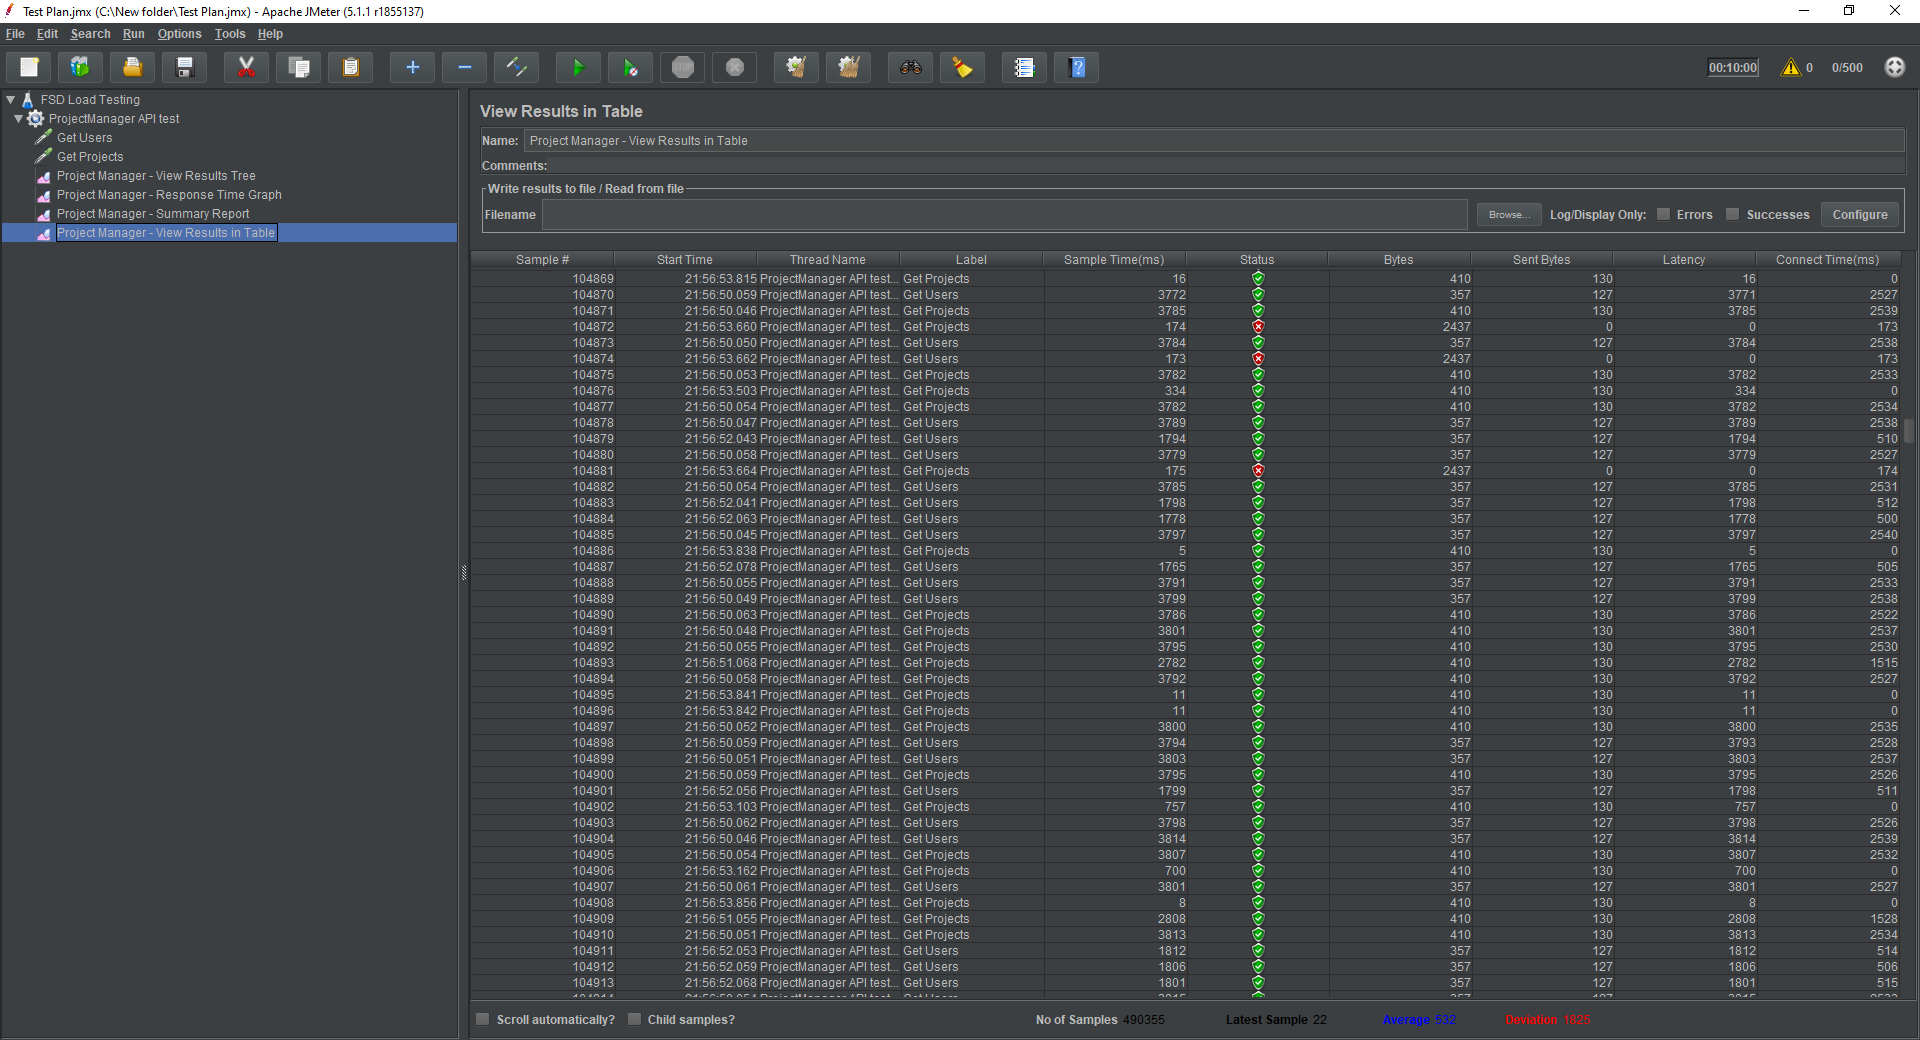 Test Plan.jmx (C:\New folder\Test Plan.jmx) - Apache JMeter (5.1.1 r1855137)
File Edit Search Run Options Tools Help
STOP
00:10:00 0 0/500
FSD Load Testing
ProjectManager API test
Get Users
Get Projects
Project Manager - View Results Tree
Project Manager - Response Time Graph
Project Manager - Summary Report
Project Manager - View Results in Table
View Results in Table
Name: Project Manager - View Results in Table
Comments:
Write results to file / Read from file
Filename Browse... Log/Display Only: Errors Successes Configure
Sample # Start Time Thread Name Label Sample Time(ms) Status Bytes Sent Bytes Latency Connect Time(ms)
104869 21:56:53.815 ProjectManager API test... Get Projects 16 410 130 16 0
104870 21:56:50.059 ProjectManager API test... Get Users 3772 357 127 3771 2527
104871 21:56:50.046 ProjectManager API test... Get Projects 3785 410 130 3785 2539
104872 21:56:53.660 ProjectManager API test... Get Projects 174 2437 0 0 173
104873 21:56:50.050 ProjectManager API test... Get Users 3784 357 127 3784 2538
104874 21:56:53.662 ProjectManager API test... Get Users 173 2437 0 0 173
104875 21:56:50.053 ProjectManager API test... Get Projects 3782 410 130 3782 2533
104876 21:56:53.503 ProjectManager API test... Get Projects 334 410 130 334 0
104877 21:56:50.054 ProjectManager API test... Get Projects 3782 410 130 3782 2534
104878 21:56:50.047 ProjectManager API test... Get Users 3789 357 127 3789 2538
104879 21:56:52.043 ProjectManager API test... Get Users 1794 357 127 1794 510
104880 21:56:50.058 ProjectManager API test... Get Users 3779 357 127 3779 2527
104881 21:56:53.664 ProjectManager API test... Get Projects 175 2437 0 0 174
104882 21:56:50.054 ProjectManager API test... Get Users 3785 357 127 3785 2531
104883 21:56:52.041 ProjectManager API test... Get Users 1798 357 127 1798 512
104884 21:56:52.063 ProjectManager API test... Get Users 1778 357 127 1778 500
104885 21:56:50.045 ProjectManager API test... Get Users 3797 357 127 3797 2540
104886 21:56:53.838 ProjectManager API test... Get Projects 5 410 130 5 0
104887 21:56:52.078 ProjectManager API test... Get Users 1765 357 127 1765 505
104888 21:56:50.055 ProjectManager API test... Get Users 3791 357 127 3791 2533
104889 21:56:50.049 ProjectManager API test... Get Users 3799 357 127 3799 2538
104890 21:56:50.063 ProjectManager API test... Get Projects 3786 410 130 3786 2522
104891 21:56:50.048 ProjectManager API test... Get Projects 3801 410 130 3801 2537
104892 21:56:50.055 ProjectManager API test... Get Projects 3795 410 130 3795 2530
104893 21:56:51.068 ProjectManager API test... Get Projects 2782 410 130 2782 1515
104894 21:56:50.058 ProjectManager API test... Get Projects 3792 410 130 3792 2527
104895 21:56:53.841 ProjectManager API test... Get Projects 11 410 130 11 0
104896 21:56:53.842 ProjectManager API test... Get Projects 11 410 130 11 0
104897 21:56:50.052 ProjectManager API test... Get Projects 3800 410 130 3800 2535
104898 21:56:50.059 ProjectManager API test... Get Users 3794 357 127 3793 2528
104899 21:56:50.051 ProjectManager API test... Get Users 3803 357 127 3803 2537
104900 21:56:50.059 ProjectManager API test... Get Projects 3795 410 130 3795 2526
104901 21:56:52.056 ProjectManager API test... Get Users 1799 357 127 1798 511
104902 21:56:53.103 ProjectManager API test... Get Projects 757 410 130 757 0
104903 21:56:50.062 ProjectManager API test... Get Users 3798 357 127 3798 2526
104904 21:56:50.046 ProjectManager API test... Get Users 3814 357 127 3814 2539
104905 21:56:50.054 ProjectManager API test... Get Projects 3807 410 130 3807 2532
104906 21:56:53.162 ProjectManager API test... Get Projects 700 410 130 700 0
104907 21:56:50.061 ProjectManager API test... Get Users 3801 357 127 3801 2527
104908 21:56:53.856 ProjectManager API test... Get Projects 8 410 130 8 0
104909 21:56:51.055 ProjectManager API test... Get Projects 2808 410 130 2808 1528
104910 21:56:50.051 ProjectManager API test... Get Projects 3813 410 130 3813 2534
104911 21:56:52.053 ProjectManager API test... Get Users 1812 357 127 1812 514
104912 21:56:52.059 ProjectManager API test... Get Users 1806 357 127 1806 506
104913 21:56:52.068 ProjectManager API test... Get Users 1801 357 127 1801 515
Scroll automatically? Child samples? No of Samples 490355 Latest Sample 22 Average 532 Deviation 1825